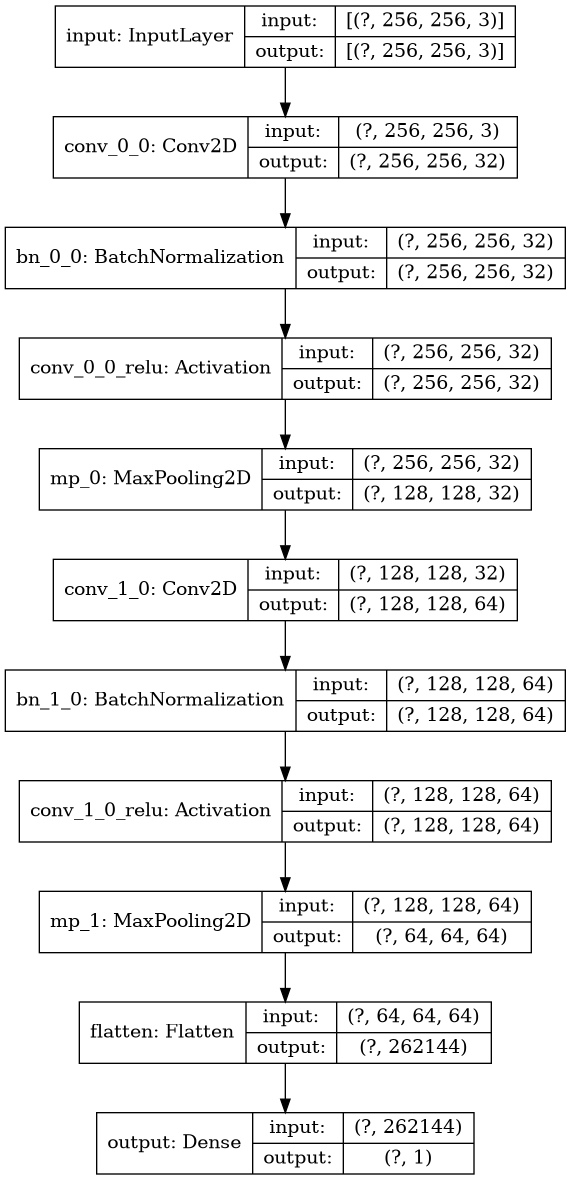 input: InputLayer
input:
[(?, 256, 256, 3)]
output:
[(?, 256, 256, 3)]
conv_0_0: Conv2D
input:
(?, 256, 256, 3)
output:
(?, 256, 256, 32)
bn_0_0: BatchNormalization
input:
(?, 256, 256, 32)
output:
(?, 256, 256, 32)
conv_0_0_relu: Activation
input:
(?, 256, 256, 32)
output:
(?, 256, 256, 32)
mp_0: MaxPooling2D
input:
(?, 256, 256, 32)
output:
(?, 128, 128, 32)
conv_1_0: Conv2D
input:
(?, 128, 128, 32)
output:
(?, 128, 128, 64)
bn_1_0: BatchNormalization
input:
(?, 128, 128, 64)
output:
(?, 128, 128, 64)
conv_1_0_relu: Activation
input:
(?, 128, 128, 64)
output:
(?, 128, 128, 64)
mp_1: MaxPooling2D
input:
(?, 128, 128, 64)
output:
(?, 64, 64, 64)
flatten: Flatten
input:
(?, 64, 64, 64)
output:
(?, 262144)
output: Dense
input:
(?, 262144)
output:
(?, 1)